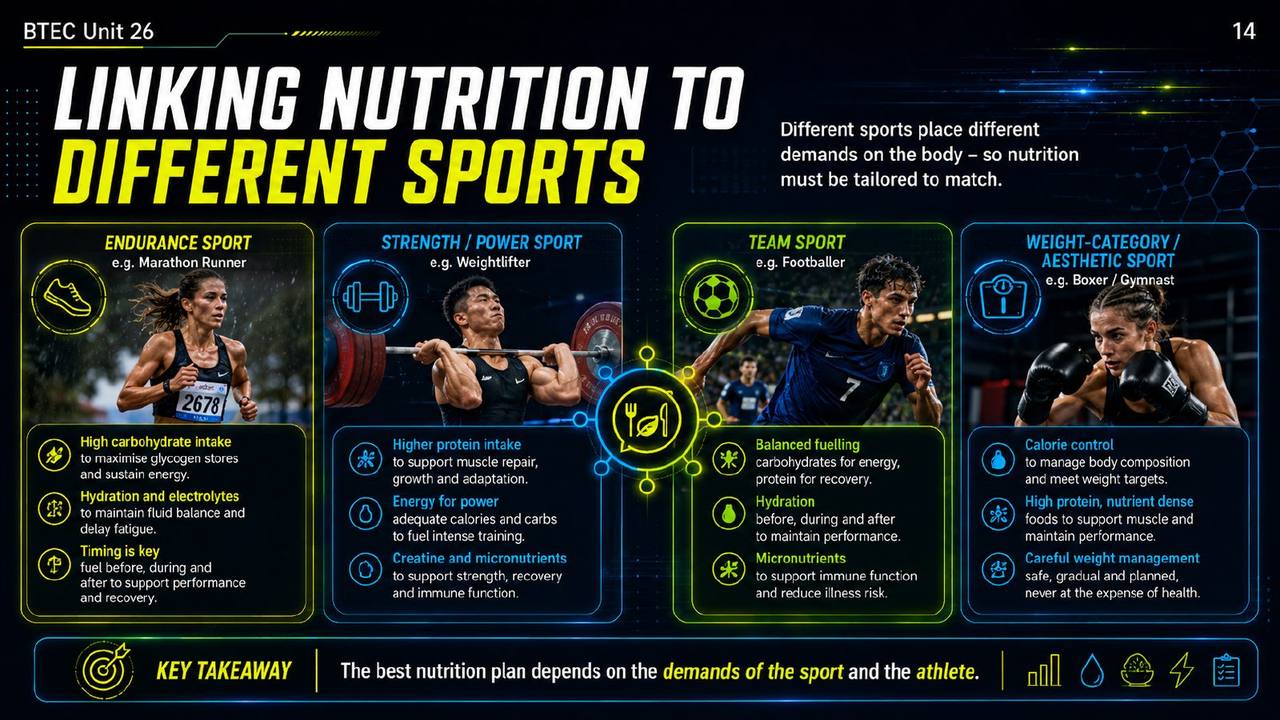 BTEC Unit 26
14
LINKING NUTRITION TO
DIFFERENT SPORTS
Different sports place different
demands on the body – so nutrition
must be tailored to match.
ENDURANCE SPORT
e.g. Marathon Runner
2678
High carbohydrate intake
to maximise glycogen stores
and sustain energy.
Hydration and electrolytes
to maintain fluid balance and
delay fatigue.
Timing is key
fuel before, during and
after to support performance
and recovery.
STRENGTH / POWER SPORT
e.g. Weightlifter
Higher protein intake
to support muscle repair,
growth and adaptation.
Energy for power
adequate calories and carbs
to fuel intense training.
Creatine and micronutrients
to support strength, recovery
and immune function.
TEAM SPORT
e.g. Footballer
7
Balanced fuelling
carbohydrates for energy,
protein for recovery.
Hydration
before, during and after
to maintain performance.
Micronutrients
to support immune function
and reduce illness risk.
WEIGHT-CATEGORY /
AESTHETIC SPORT
e.g. Boxer / Gymnast
Calorie control
to manage body composition
and meet weight targets.
High protein, nutrient dense
foods to support muscle and
maintain performance.
Careful weight management
safe, gradual and planned,
never at the expense of health.
KEY TAKEAWAY
The best nutrition plan depends on the demands of the sport and the athlete.